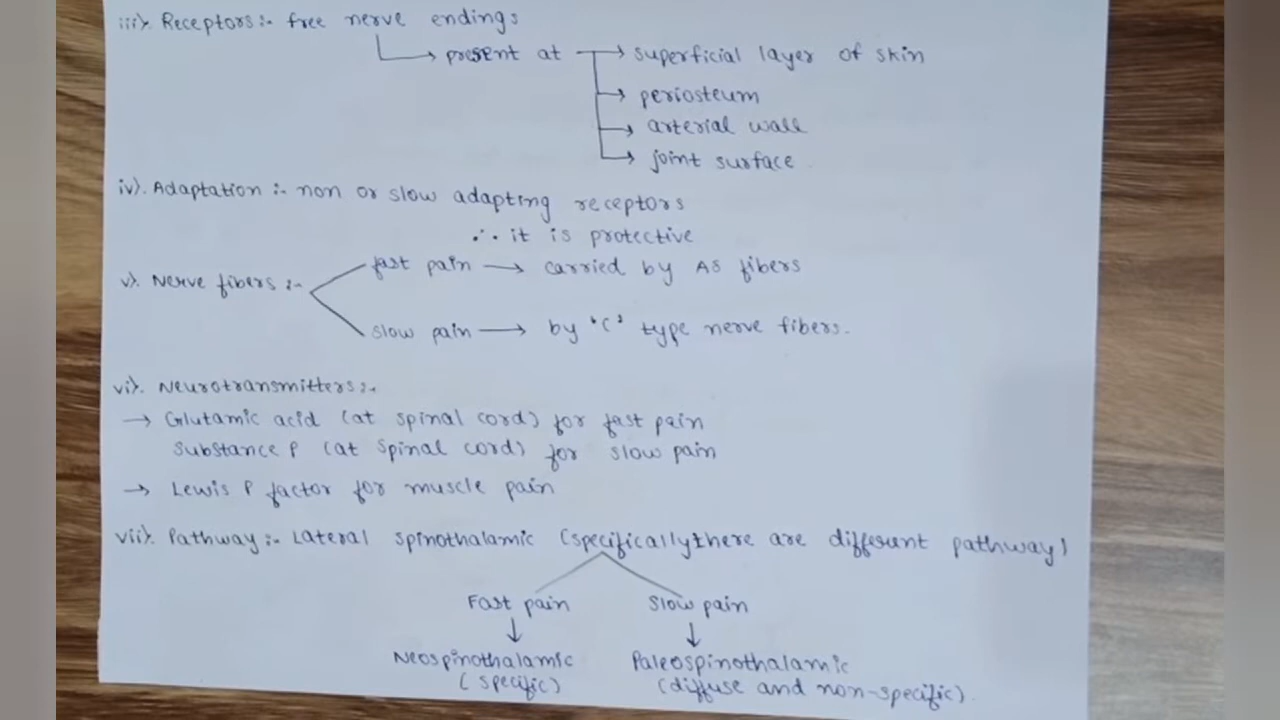 iii). Receptors:- free nerve endings
present at → superficial layer of skin
→ periosteum
→ arterial wall
→ joint surface
iv). Adaptation :- non or slow adapting receptors
∴ it is protective
v). Nerve fibers :-
fast pain → carried by Aδ fibers
slow pain → by "C" type nerve fibers.
vi). Neurotransmitters:-
→ Glutamic acid (at spinal cord) for fast pain
Substance P (at spinal cord) for slow pain
→ Lewis P factor for muscle pain
vii). Pathway:- Lateral spinothalamic (specifically there are different pathway)
Fast pain Slow pain
↓ ↓
Neospinothalamic Paleospinothalamic
(specific) (diffuse and non-specific).